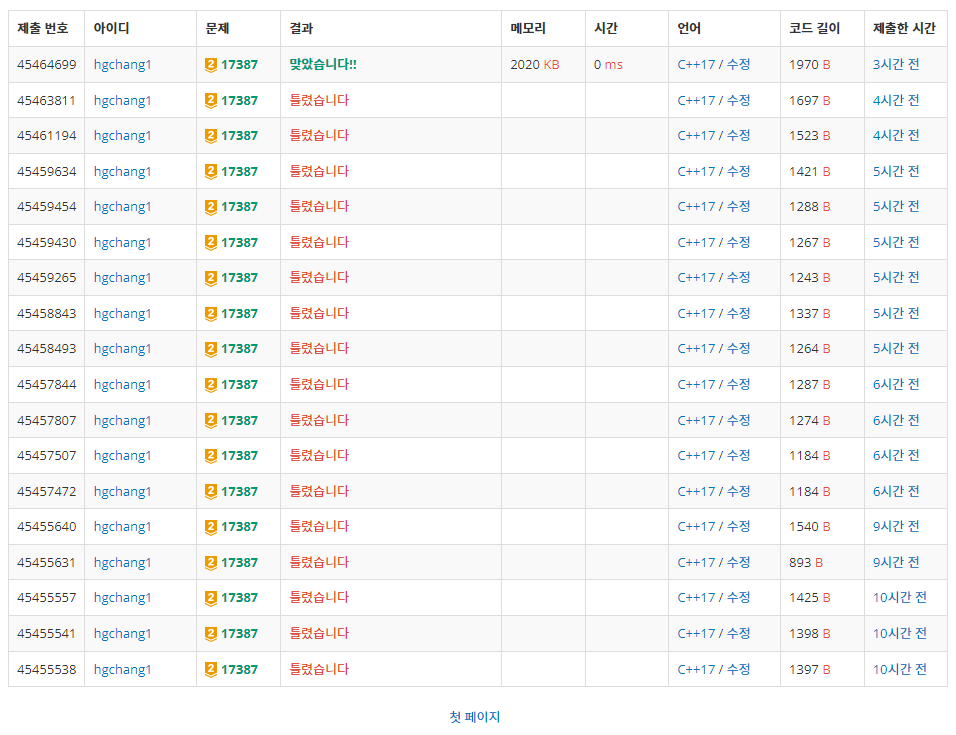 제출 번호 아이디 문제 결과 메모리 시간 언어 코드 길이 제출한 시간
45464699 hgchang1 2 17387 맞았습니다!! 2020 KB 0 ms C++17 / 수정 1970 B 3시간 전
45463811 hgchang1 2 17387 틀렸습니다 C++17 / 수정 1697 B 4시간 전
45461194 hgchang1 2 17387 틀렸습니다 C++17 / 수정 1523 B 4시간 전
45459634 hgchang1 2 17387 틀렸습니다 C++17 / 수정 1421 B 5시간 전
45459454 hgchang1 2 17387 틀렸습니다 C++17 / 수정 1288 B 5시간 전
45459430 hgchang1 2 17387 틀렸습니다 C++17 / 수정 1267 B 5시간 전
45459265 hgchang1 2 17387 틀렸습니다 C++17 / 수정 1243 B 5시간 전
45458843 hgchang1 2 17387 틀렸습니다 C++17 / 수정 1337 B 5시간 전
45458493 hgchang1 2 17387 틀렸습니다 C++17 / 수정 1264 B 5시간 전
45457844 hgchang1 2 17387 틀렸습니다 C++17 / 수정 1287 B 6시간 전
45457807 hgchang1 2 17387 틀렸습니다 C++17 / 수정 1274 B 6시간 전
45457507 hgchang1 2 17387 틀렸습니다 C++17 / 수정 1184 B 6시간 전
45457472 hgchang1 2 17387 틀렸습니다 C++17 / 수정 1184 B 6시간 전
45455640 hgchang1 2 17387 틀렸습니다 C++17 / 수정 1540 B 9시간 전
45455631 hgchang1 2 17387 틀렸습니다 C++17 / 수정 893 B 9시간 전
45455557 hgchang1 2 17387 틀렸습니다 C++17 / 수정 1425 B 10시간 전
45455541 hgchang1 2 17387 틀렸습니다 C++17 / 수정 1398 B 10시간 전
45455538 hgchang1 2 17387 틀렸습니다 C++17 / 수정 1397 B 10시간 전
첫 페이지